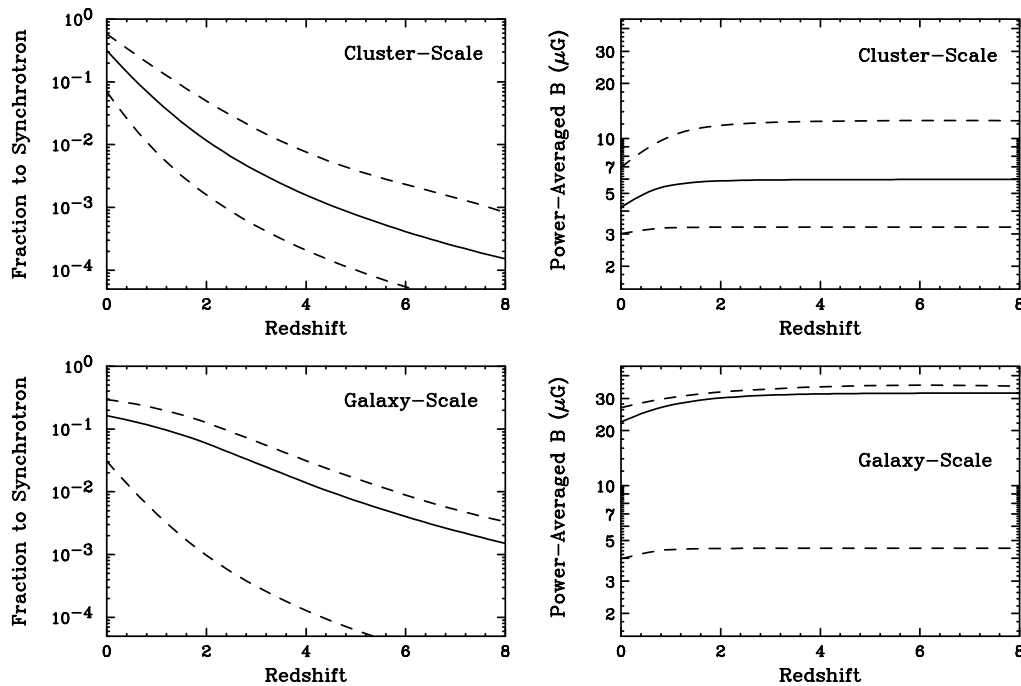 Fraction to Synchrotron
10^0
10^−1
10^−2
10^−3
10^−4
Cluster−Scale
0 2 4 6 8
Redshift
Power−Averaged B (μG)
30
20
10
7
5
3
2
Cluster−Scale
0 2 4 6 8
Redshift
Fraction to Synchrotron
10^0
10^−1
10^−2
10^−3
10^−4
Galaxy−Scale
0 2 4 6 8
Redshift
Power−Averaged B (μG)
30
20
10
7
5
3
2
Galaxy−Scale
0 2 4 6 8
Redshift